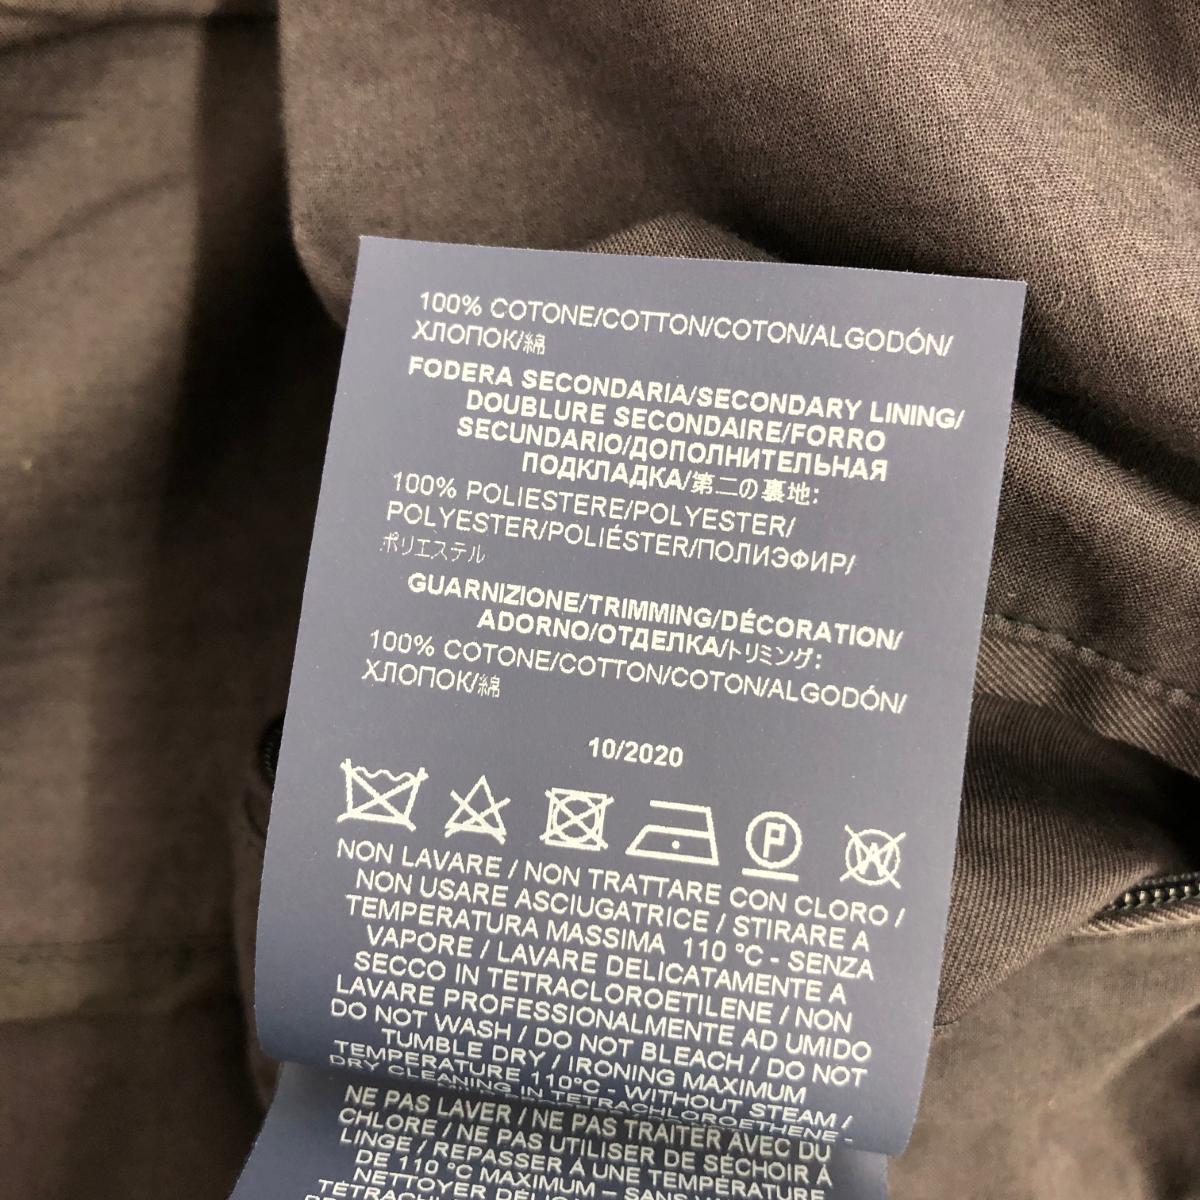 100% COTONE/COTTON/COTON/ALGODÓN/
ХЛОПОК/綿
FODERA SECONDARIA/SECONDARY LINING/
DOUBLURE SECONDAIRE/FORRO
SECUNDARIO/ДОПОЛНИТЕЛЬНАЯ
ПОДКЛАДКА/第二の裏地:
100% POLIESTERE/POLYESTER/
POLYESTER/POLIÉSTER/ПОЛИЭФИР/
ポリエステル
GUARNIZIONE/TRIMMING/DÉCORATION/
ADORNO/ОТДЕЛКА/トリミング:
100% COTONE/COTTON/COTON/ALGODÓN/
ХЛОПОК/綿
10/2020
P W
NON LAVARE / NON TRATTARE CON CLORO /
NON USARE ASCIUGATRICE / STIRARE A
TEMPERATURA MASSIMA 110 °C - SENZA
VAPORE / LAVARE DELICATAMENTE A
SECCO IN TETRACLOROETILENE / NON
LAVARE PROFESSIONALMENTE AD UMIDO
DO NOT WASH / DO NOT BLEACH / DO NOT
TUMBLE DRY / IRONING MAXIMUM
TEMPERATURE 110°C - WITHOUT STEAM /
DRY CLEANING IN TETRACHLOROETHENE -
NE PAS LAVER / NE PAS TRAITER AVEC DU
CHLORE / NE PAS UTILISER DE SÉCHOIR À
LINGE / REPASSER À UNE TEMPÉRATURE
DE 110 °C MAXIMUM - SANS
NETTOYER DÉLICATEMENT